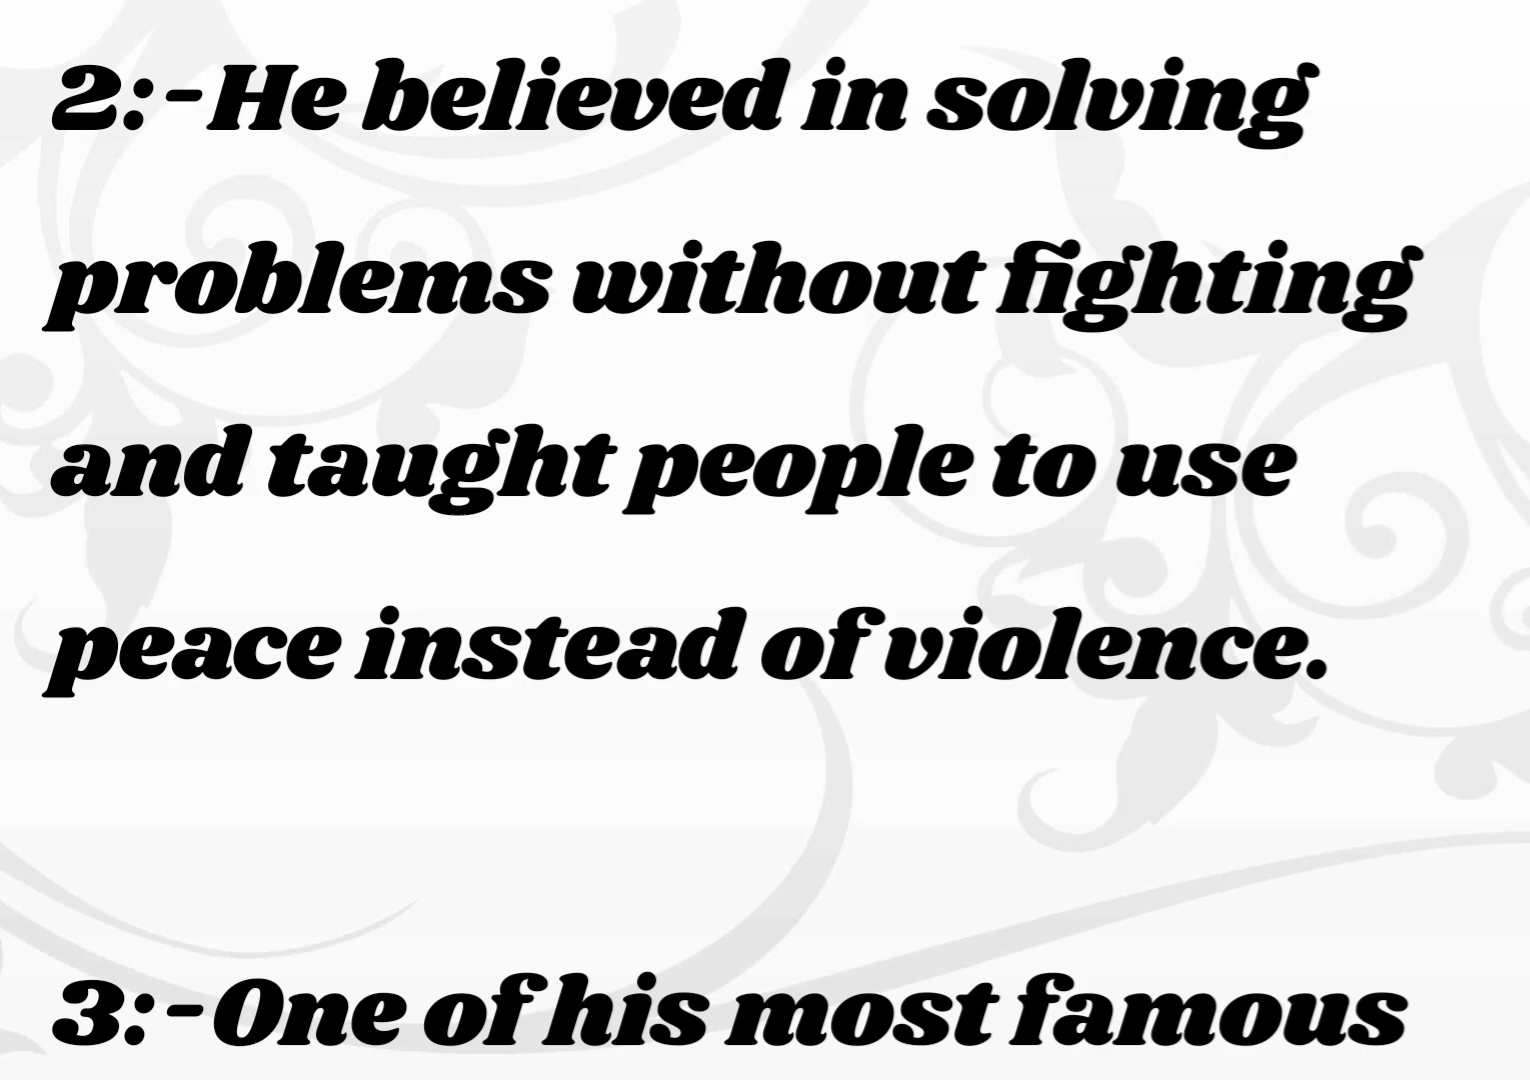 2:-He believed in solving
problems without fighting
and taught people to use
peace instead of violence.
3:-One of his most famous